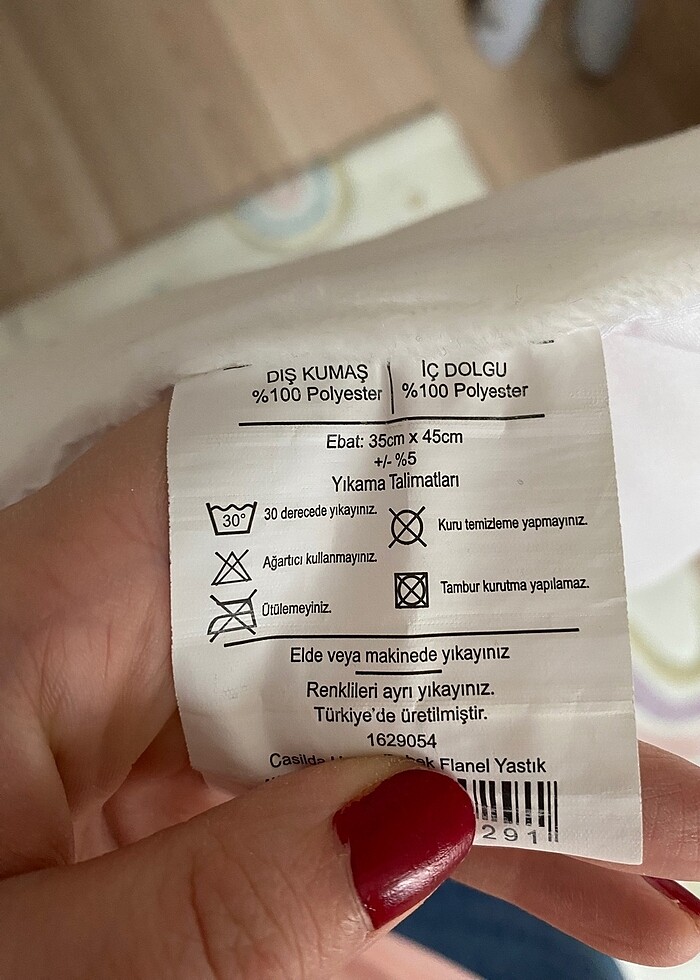 DIŞ KUMAŞ
%100 Polyester
İÇ DOLGU
%100 Polyester
Ebat: 35cm x 45cm
+/- %5
Yıkama Talimatları
30°
30 derecede yıkayınız.
Kuru temizleme yapmayınız.
Ağartıcı kullanmayınız.
Tambur kurutma yapılamaz.
Ütülemeyiniz.
Elde veya makinede yıkayınız
Renklileri ayrı yıkayınız.
Türkiye'de üretilmiştir.
1629054
Casilda Flanel Yastık
291